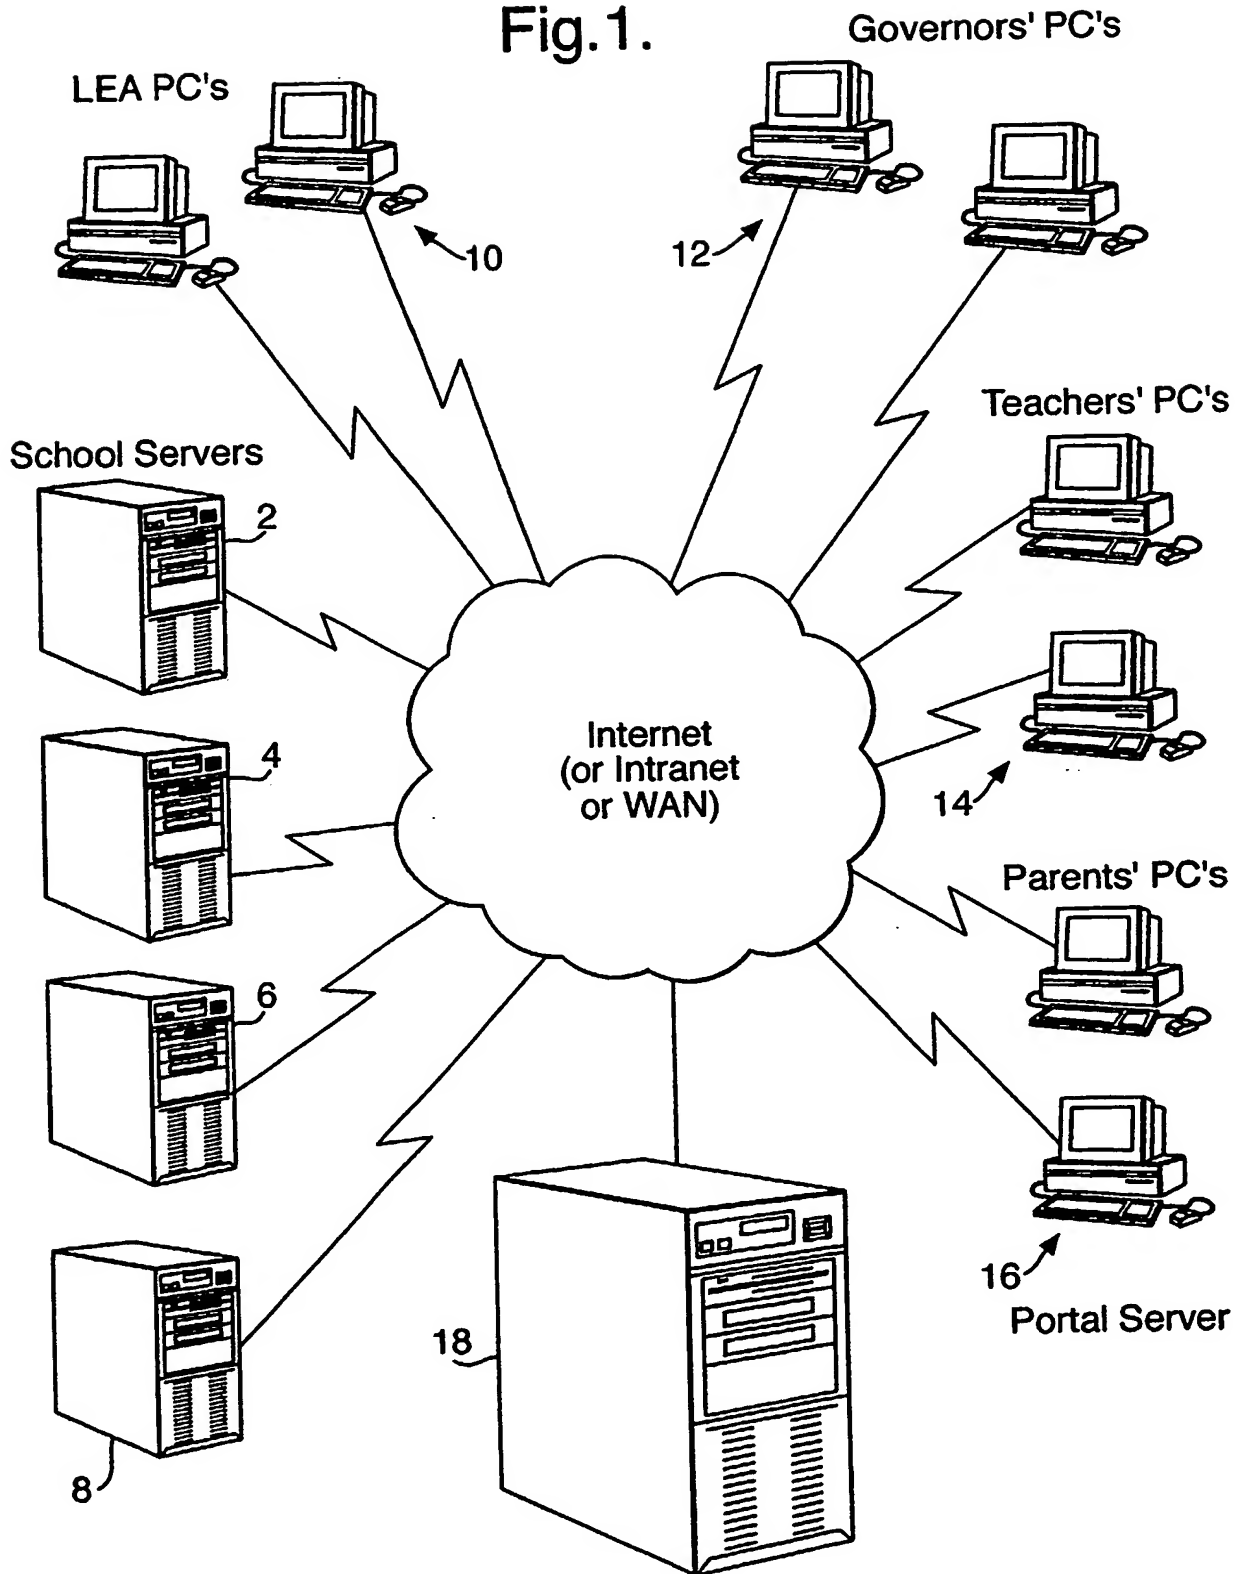 Fig.1.
LEA PC's
Governors' PC's
10
12
Teachers' PC's
School Servers
2
Internet
(or Intranet
or WAN)
4
14
Parents' PC's
6
16
Portal Server
18
8